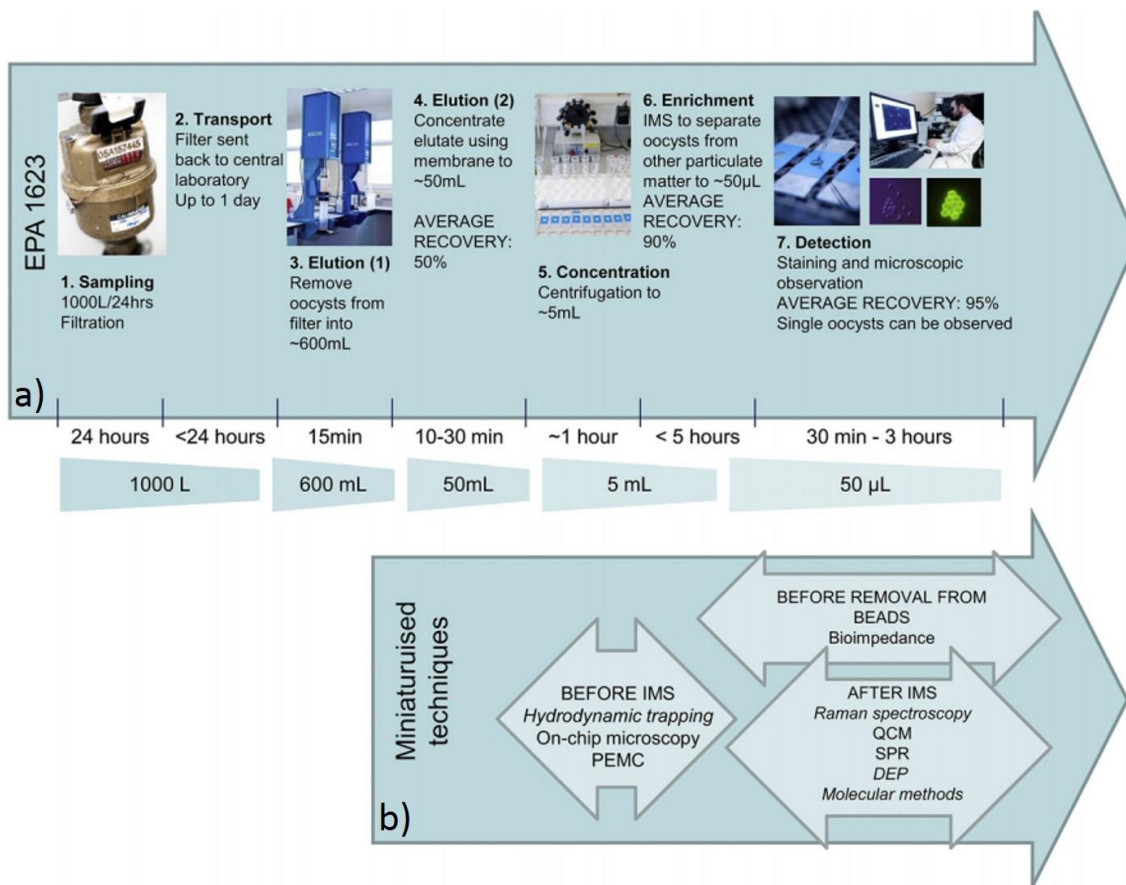 EPA 1623
05A157445
1. Sampling
1000L/24hrs
Filtration
2. Transport
Filter sent
back to central
laboratory
Up to 1 day
3. Elution (1)
Remove
oocysts from
filter into
~600mL
4. Elution (2)
Concentrate
elutate using
membrane to
~50mL
AVERAGE
RECOVERY:
50%
5. Concentration
Centrifugation to
~5mL
6. Enrichment
IMS to separate
oocysts from
other particulate
matter to ~50µL
AVERAGE
RECOVERY:
90%
7. Detection
Staining and microscopic
observation
AVERAGE RECOVERY: 95%
Single oocysts can be observed
a)
24 hours
<24 hours
15min
10-30 min
~1 hour
< 5 hours
30 min - 3 hours
1000 L
600 mL
50mL
5 mL
50 µL
Miniaturuised
techniques
BEFORE IMS
Hydrodynamic trapping
On-chip microscopy
PEMC
BEFORE REMOVAL FROM
BEADS
Bioimpedance
AFTER IMS
Raman spectroscopy
QCM
SPR
DEP
Molecular methods
b)